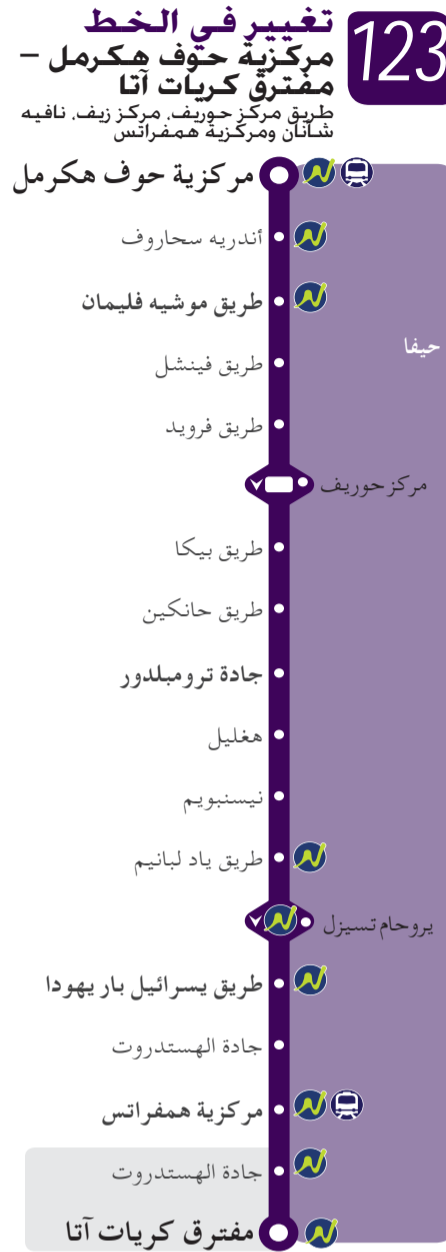 123
تغيير في الخط
مركزية حوف هكرمل –
مفترق كريات آتا
طريق مركز حوريف، مركز زيف، نافيه
شأنان ومركزية همفراتس
مركزية حوف هكرمل
أندريه سحاروف
طريق موشيه فليمان
حيفا
طريق فينشل
طريق فرويد
مركز حوريف
طريق بيكا
طريق حانكين
جادة ترومبلدور
هغليل
نيسنبويم
طريق ياد لبانيم
يروحام تسيزل
طريق يسرائيل بار يهودا
جادة الهستدروت
مركزية همفراتس
جادة الهستدروت
مفترق كريات آتا